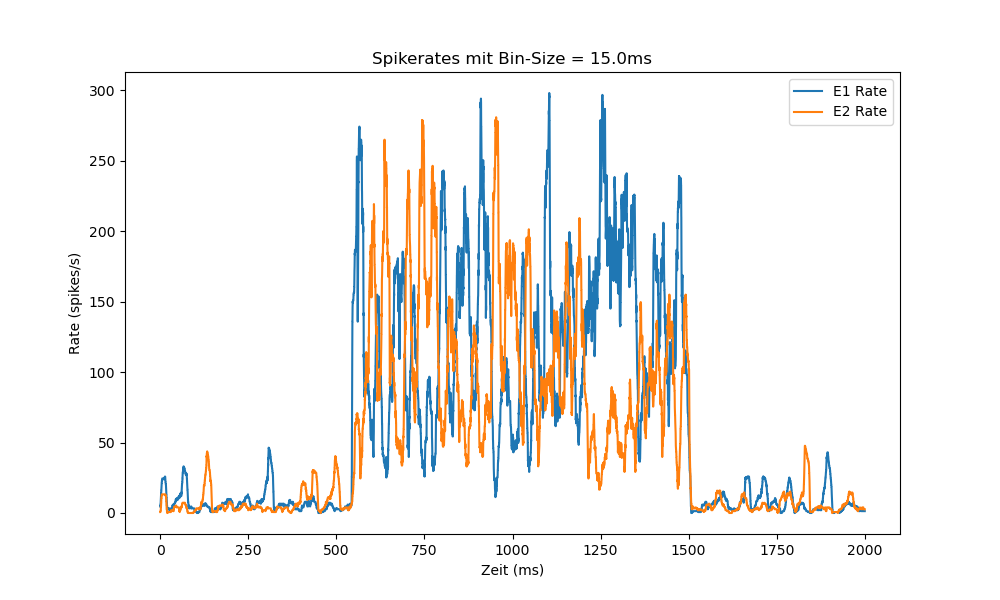 Spikerates mit Bin-Size = 15.0ms
E1 Rate
E2 Rate
300
250
200
150
100
50
0
Rate (spikes/s)
0 250 500 750 1000 1250 1500 1750 2000
Zeit (ms)